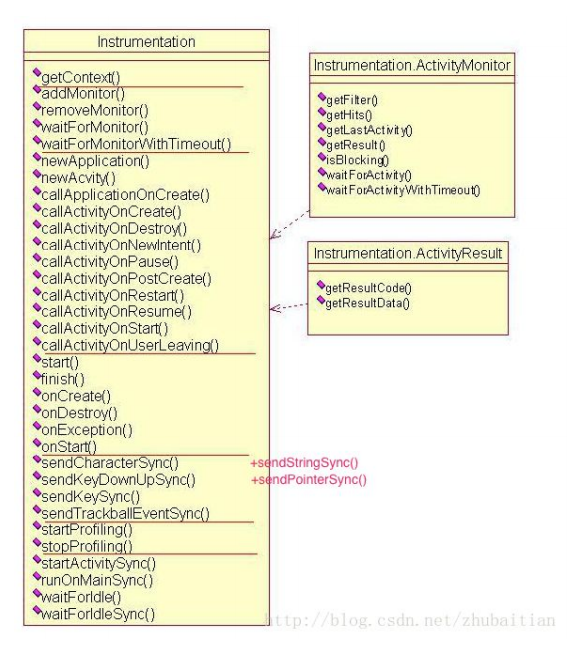 Instrumentation
getContext()
addMonitor()
removeMonitor()
waitForMonitor()
waitForMonitorWithTimeout()
newApplication()
newAcvity()
callApplicationOnCreate()
callActivityOnCreate()
callActivityOnDestroy()
callActivityOnNewIntent()
callActivityOnPause()
callActivityOnPostCreate()
callActivityOnRestart()
callActivityOnResume()
callActivityOnStart()
callActivityOnUserLeaving()
start()
finish()
onCreate()
onDestroy()
onException()
onStart()
sendCharacterSync()
sendKeyDownUpSync()
sendKeySync()
sendTrackballEventSync()
startProfiling()
stopProfiling()
startActivitySync()
runOnMainSync()
waitForIdle()
waitForIdleSync()
+sendStringSync()
+sendPointerSync()
Instrumentation.ActivityMonitor
getFilter()
getHits()
getLastActivity()
getResult()
isBlocking()
waitForActivity()
waitForActivityWithTimeout()
Instrumentation.ActivityResult
getResultCode()
getResultData()
http://blog.csdn.net/zhubaitian